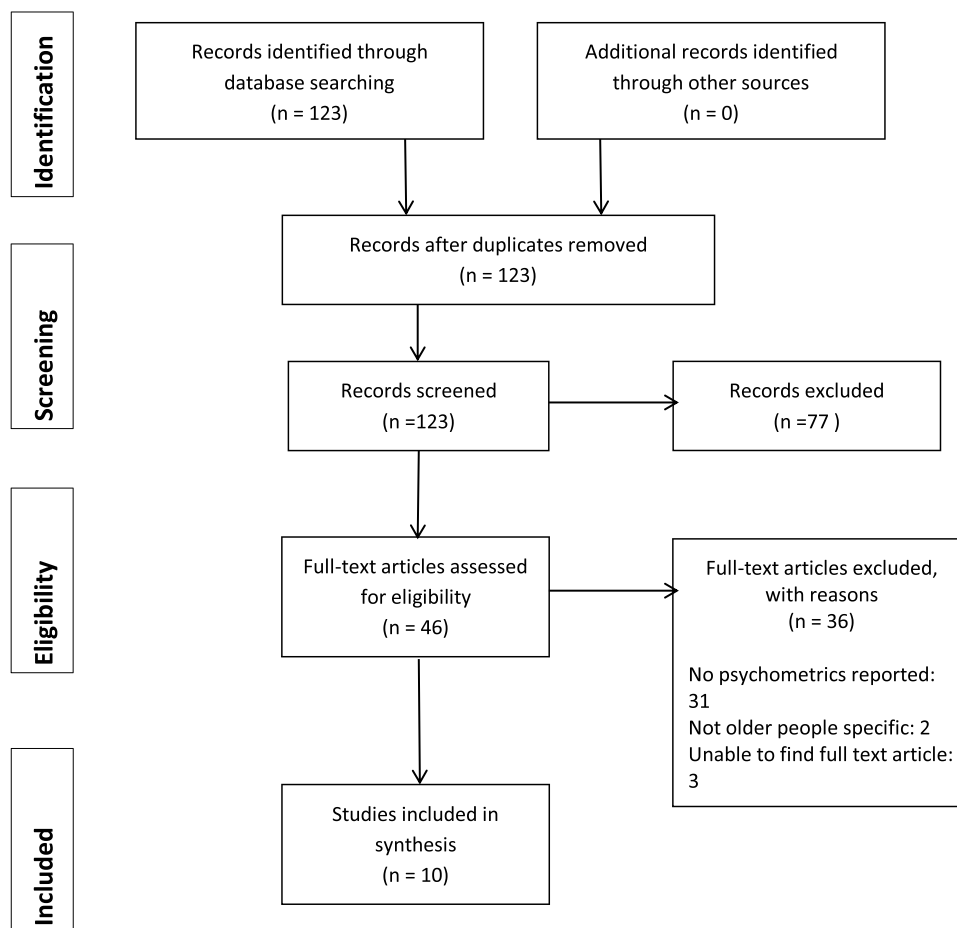 Identification
Records identified through
database searching
(n = 123)
Additional records identified
through other sources
(n = 0)
Records after duplicates removed
(n = 123)
Screening
Records screened
(n =123)
Records excluded
(n =77 )
Eligibility
Full-text articles assessed
for eligibility
(n = 46)
Full-text articles excluded,
with reasons
(n = 36)
No psychometrics reported:
31
Not older people specific: 2
Unable to find full text article:
3
Included
Studies included in
synthesis
(n = 10)